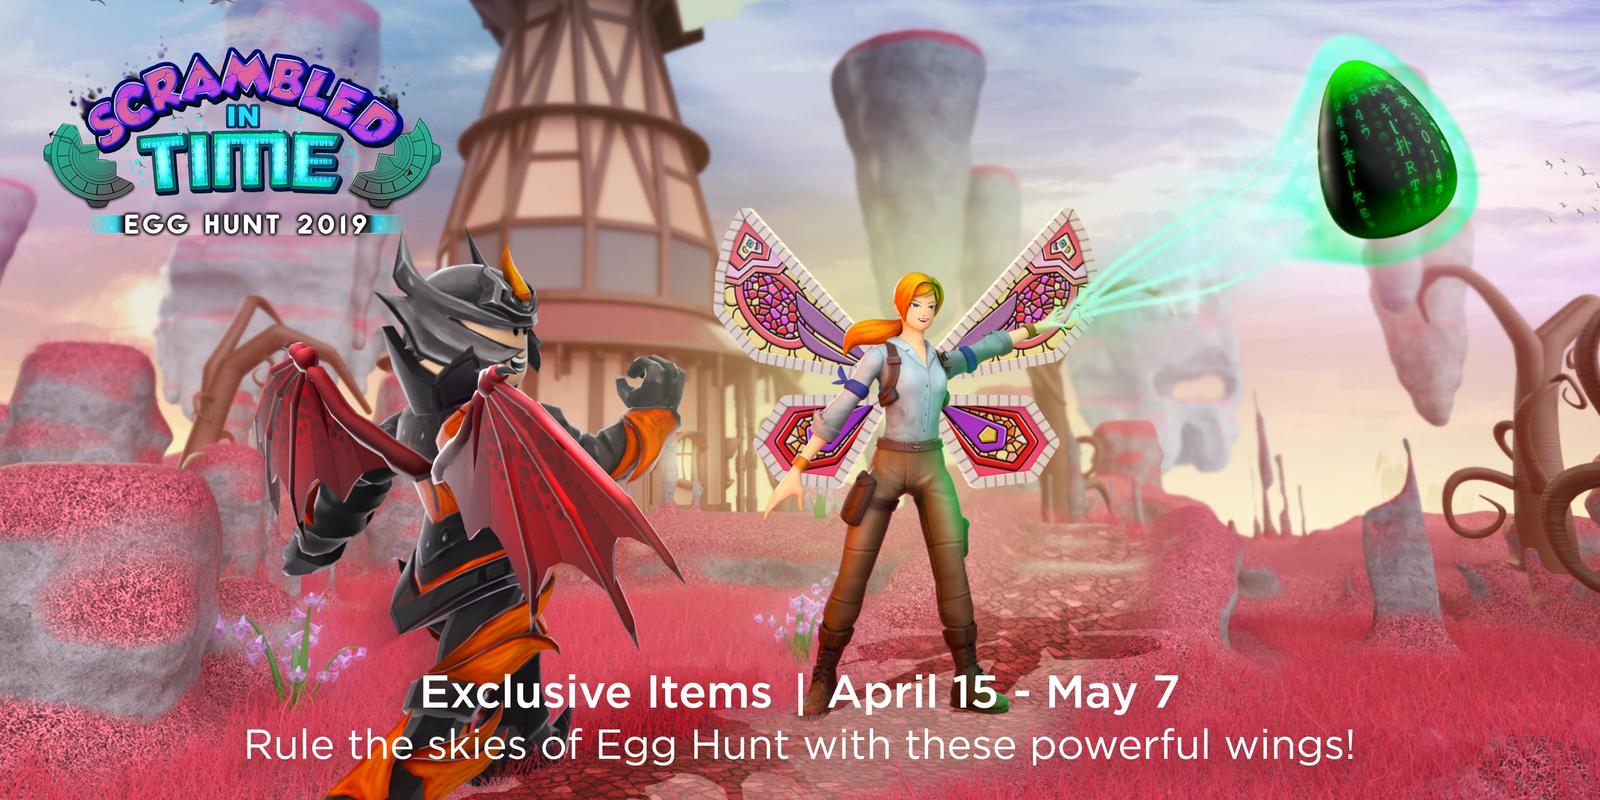 SCRAMBLED
IN
TIME
EGG HUNT 2019
Exclusive Items | April 15 - May 7
Rule the skies of Egg Hunt with these powerful wings!